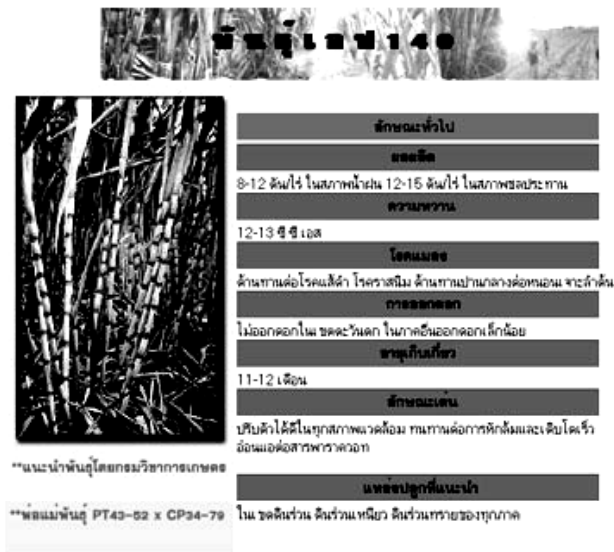 พันธุ์เอฟ140
ลักษณะทั่วไป
ผลผลิต
8-12 ตัน/ไร่ ในสภาพน้ำฝน 12-15 ตัน/ไร่ ในสภาพชลประทาน
ความหวาน
12-13 ซี ซี เอส
โรคแมลง
ต้านทานต่อโรคแส้ดำ โรคราสนิม ต้านทานปานกลางต่อหนอนเจาะลำต้น
การออกดอก
ไม่ออกดอกในเขตตะวันตก ในภาคอื่นออกดอกเล็กน้อย
อายุเก็บเกี่ยว
11-12 เดือน
ลักษณะเด่น
ปรับตัวได้ดีในทุกสภาพแวดล้อม ทนทานต่อการหักล้มและเติบโตเร็ว
อ่อนแอต่อสารพาราควอท
แหล่งปลูกที่แนะนำ
ในเขตดินร่วน ดินร่วนเหนียว ดินร่วนทรายของทุกภาค
**แนะนำพันธุ์โดยกรมวิชาการเกษตร
**พ่อแม่พันธุ์ PT43-52 x CP34-79